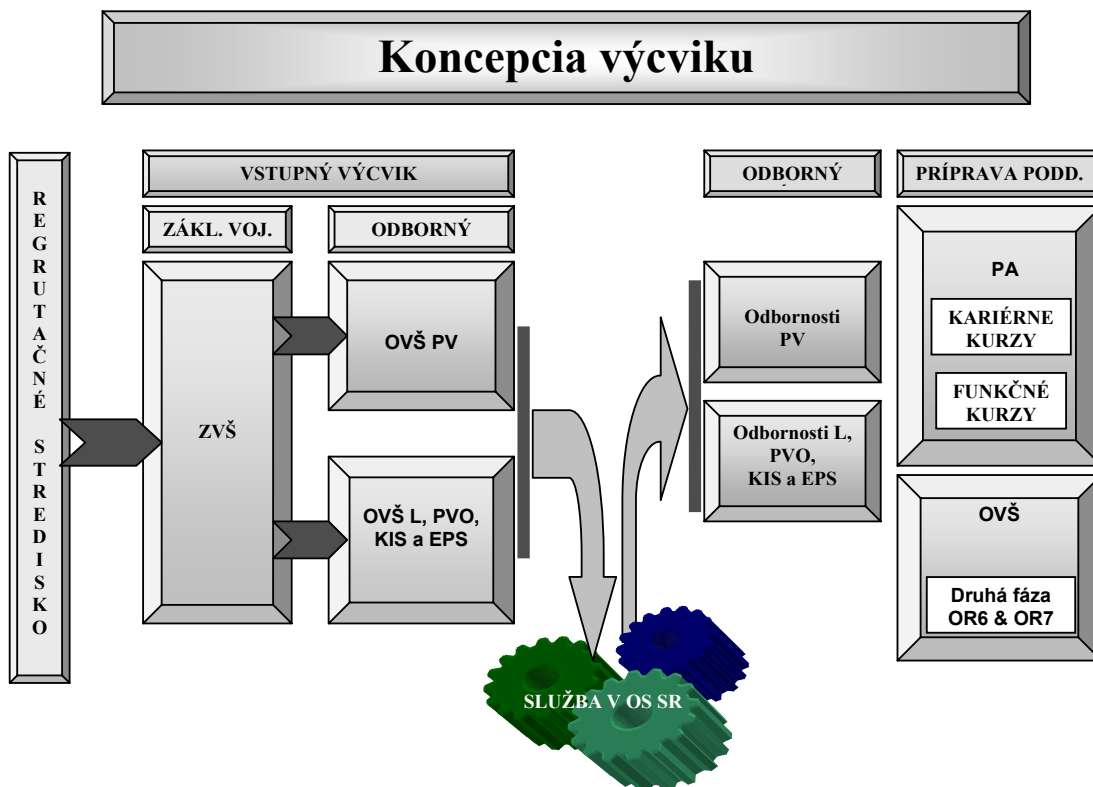 Koncepcia výcviku
REGRUTAČNÉ STREDISKO
VSTUPNÝ VÝCVIK
ZÁKL. VOJ.
ODBORNÝ
ZVŠ
OVŠ PV
OVŠ L, PVO,
KIS a EPS
SLUŽBA V OS SR
ODBORNÝ
Odbornosti
PV
Odbornosti L,
PVO,
KIS a EPS
PRÍPRAVA PODD.
PA
KARIÉRNE
KURZY
FUNKČNÉ
KURZY
OVŠ
Druhá fáza
OR6 & OR7